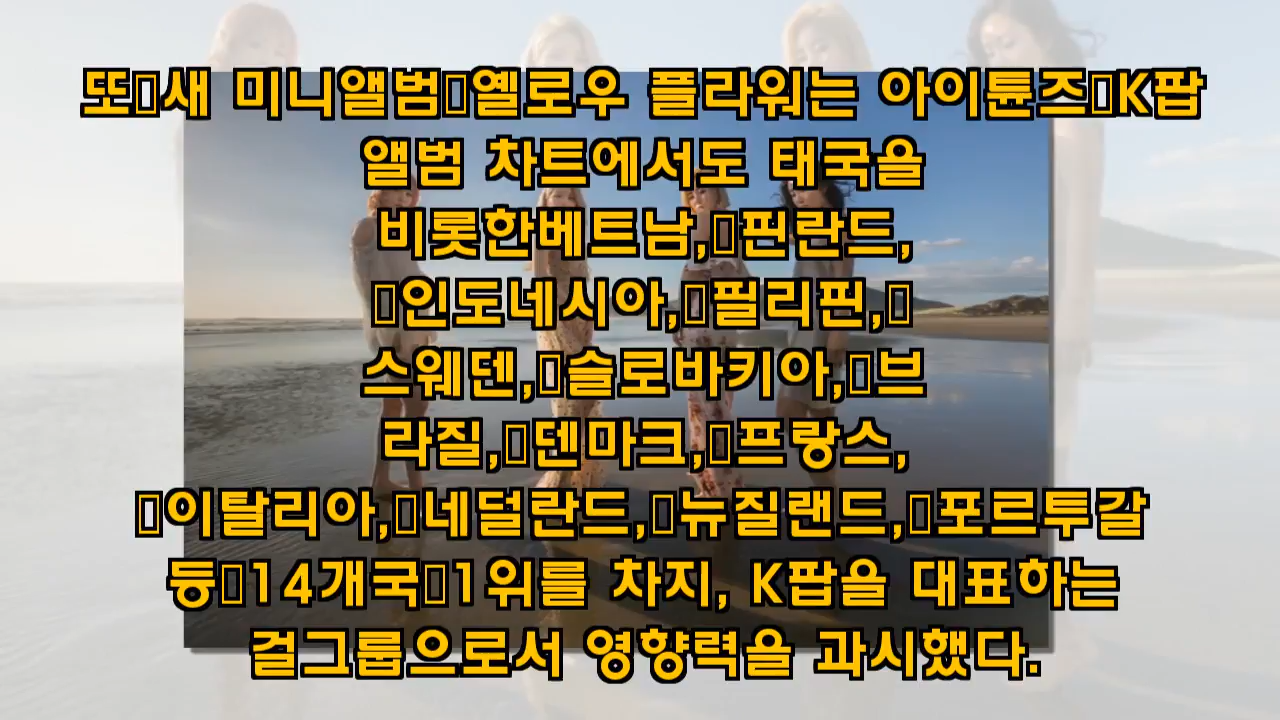 또▯새 미니앨범▯옐로우 플라워는 아이튠즈▯K팝
앨범 차트에서도 태국을
비롯한베트남,▯핀란드,
▯인도네시아,▯필리핀,▯
스웨덴,▯슬로바키아,▯브
라질,▯덴마크,▯프랑스,
▯이탈리아,▯네덜란드,▯뉴질랜드,▯포르투갈
등▯14개국▯1위를 차지, K팝을 대표하는
걸그룹으로서 영향력을 과시했다.